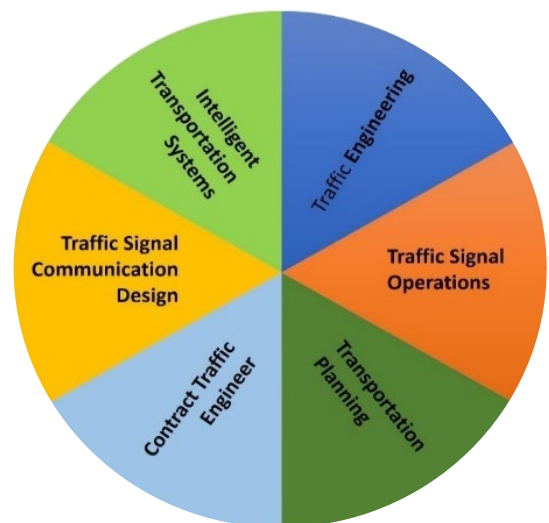 Intelligent
Transportation
Systems
Traffic Engineering
Traffic Signal
Operations
Transportation
Planning
Contract Traffic
Engineer
Traffic Signal
Communication
Design